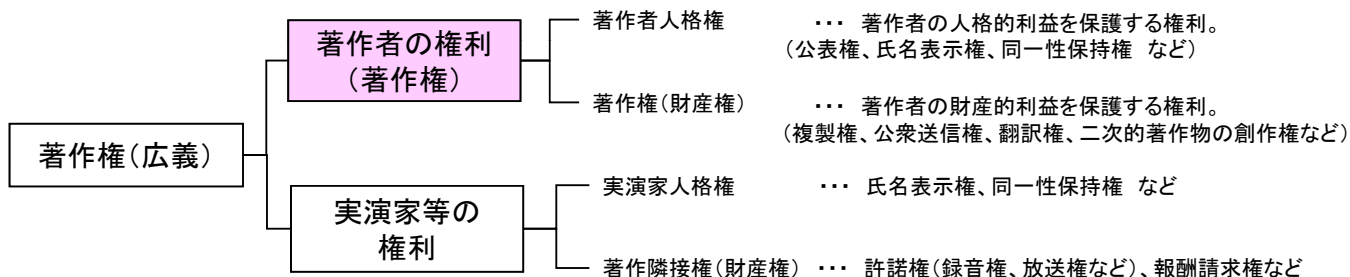 著作権(広義)
著作者の権利
(著作権)
著作者人格権 ・・・ 著作者の人格的利益を保護する権利。
(公表権、氏名表示権、同一性保持権 など)
著作権(財産権) ・・・ 著作者の財産的利益を保護する権利。
(複製権、公衆送信権、翻訳権、二次的著作物の創作権など)
実演家等の
権利
実演家人格権 ・・・ 氏名表示権、同一性保持権 など
著作隣接権(財産権) ・・・ 許諾権(録音権、放送権など)、報酬請求権など